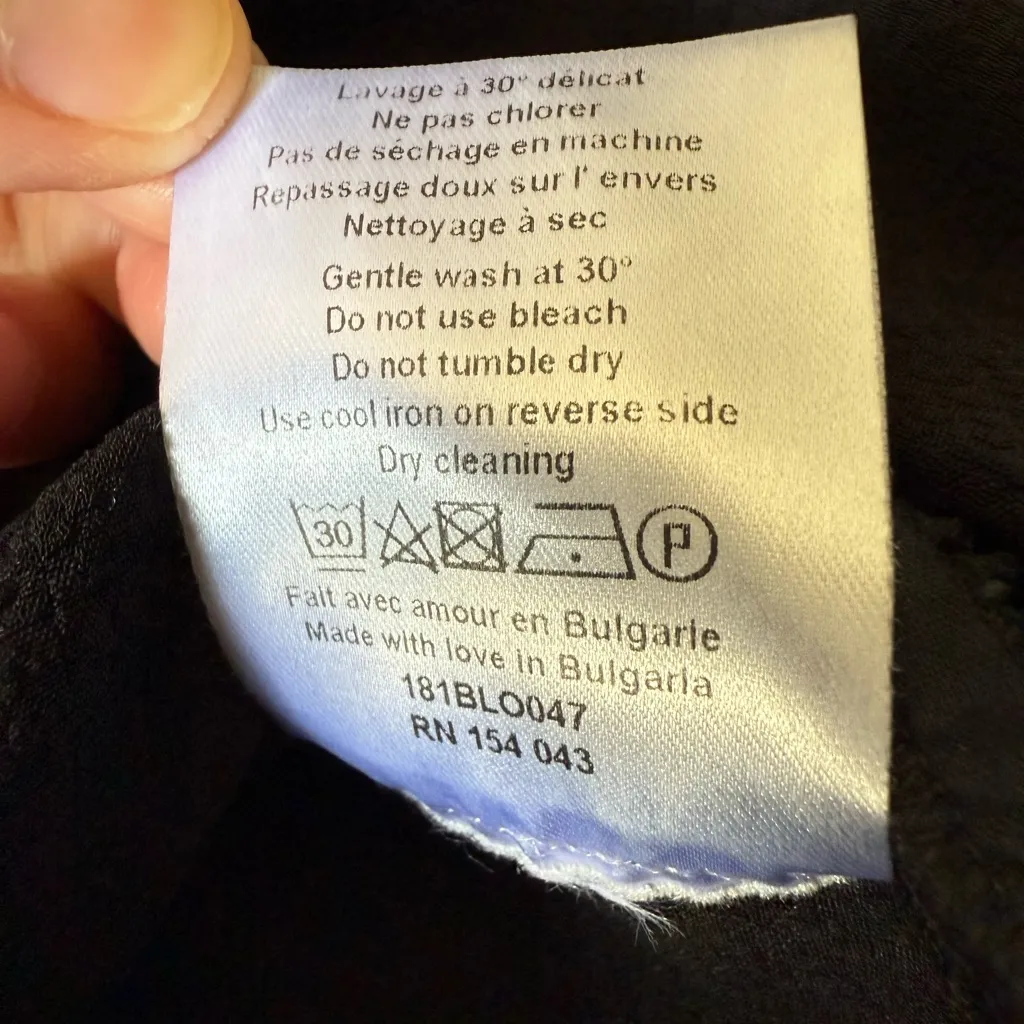 Lavage à 30° délicat
Ne pas chlorer
Pas de séchage en machine
Repassage doux sur l' envers
Nettoyage à sec
Gentle wash at 30°
Do not use bleach
Do not tumble dry
Use cool iron on reverse side
Dry cleaning
30 P
Fait avec amour en Bulgarie
Made with love in Bulgaria
181BLO047
RN 154 043